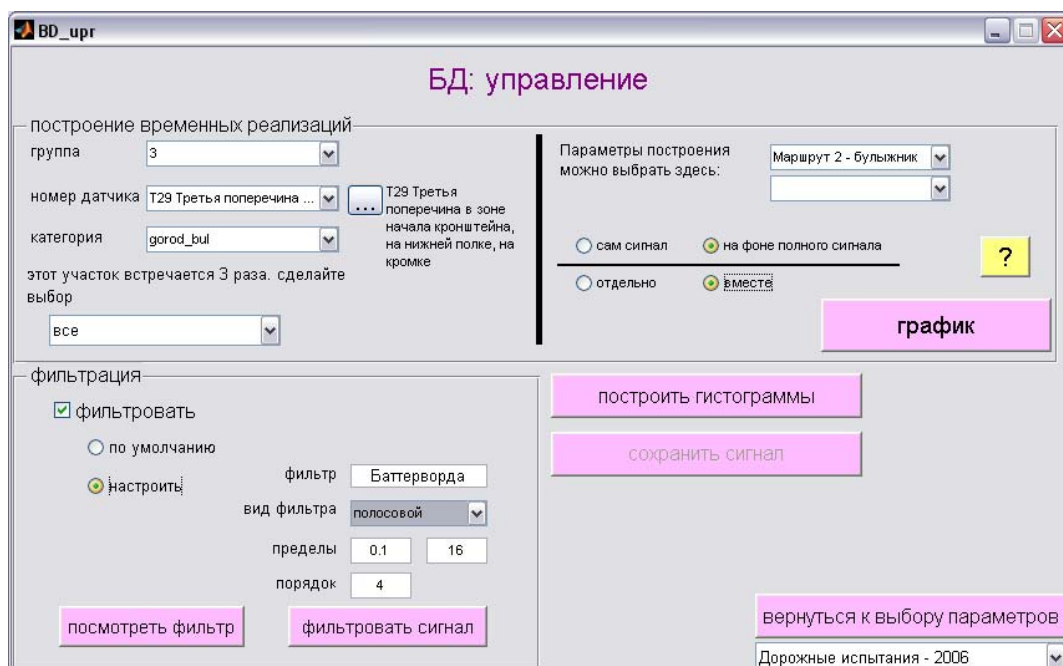 BD_upr
БД: управление
построение временных реализаций
группа
3
номер датчика
Т29 Третья поперечина ...
...
Т29 Третья
поперечина в зоне
начала кронштейна,
на нижней полке, на
кромке
категория
gorod_bul
этот участок встречается 3 раза. сделайте
выбор
все
Параметры построения
можно выбрать здесь:
Маршрут 2 - булыжник
сам сигнал
на фоне полного сигнала
отдельно
вместе
?
график
фильтрация
фильтровать
по умолчанию
настроить
фильтр
Баттерворда
вид фильтра
полосовой
пределы
0.1
16
порядок
4
посмотреть фильтр
фильтровать сигнал
построить гистограммы
сохранить сигнал
вернуться к выбору параметров
Дорожные испытания - 2006